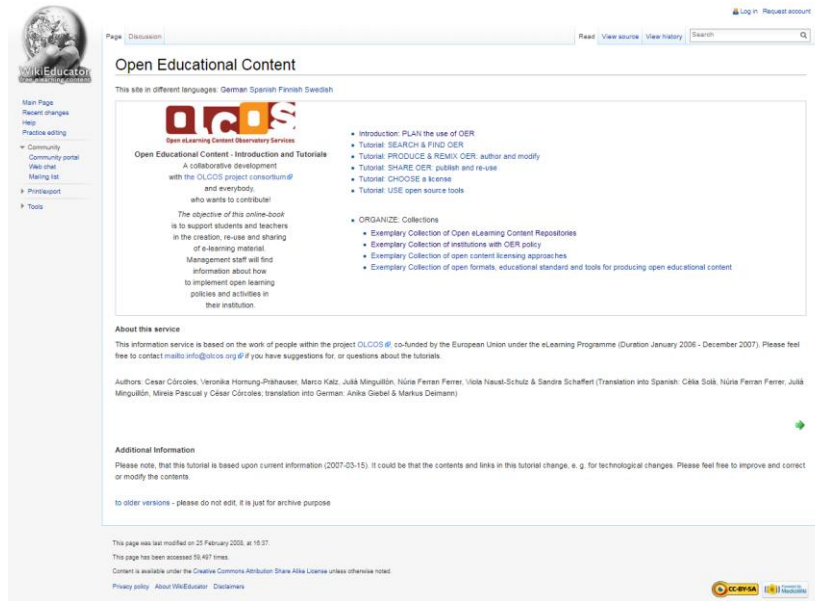 Log in Request account
Page Discussion
Read View source View history Search
WikiEducator
free elearning content
Open Educational Content
This site in different languages: German Spanish Finnish Swedish
Main Page
Recent changes
Help
Practice editing
Community
Community portal
Web chat
Mailing list
Print/export
Tools
OLCOS
Open eLearning Content Observatory Services
Open Educational Content - Introduction and Tutorials
A collaborative development
with the OLCOS project consortium
and everybody,
who wants to contribute!
The objective of this online-book
is to support students and teachers
in the creation, re-use and sharing
of e-learning material.
Management staff will find
information about how
to implement open learning
policies and activities in
their institution.
Introduction: PLAN the use of OER
Tutorial: SEARCH & FIND OER
Tutorial: PRODUCE & REMIX OER: author and modify
Tutorial: SHARE OER: publish and re-use
Tutorial: CHOOSE a license
Tutorial: USE open source tools
ORGANIZE: Collections
Exemplary Collection of Open eLearning Content Repositories
Exemplary Collection of institutions with OER policy
Exemplary Collection of open content licensing approaches
Exemplary Collection of open formats, educational standard and tools for producing open educational content
About this service
This information service is based on the work of people within the project OLCOS, co-funded by the European Union under the eLearning Programme (Duration January 2006 - December 2007). Please feel
free to contact mailto:info@olcos.org if you have suggestions for, or questions about the tutorials.
Authors: Cesar Córcoles, Veronika Hornung-Prähauser, Marco Kalz, Julià Minguillón, Núria Ferran Ferrer, Viola Naust-Schulz & Sandra Schaffert (Translation into Spanish: Cèlia Solà, Núria Ferran Ferrer, Julià
Minguillón, Mireia Pascual y César Córcoles; translation into German: Anika Giebel & Markus Deimann)
Additional Information
Please note, that this tutorial is based upon current information (2007-03-15). It could be that the contents and links in this tutorial change, e. g. for technological changes. Please feel free to improve and correct
or modify the contents.
to older versions - please do not edit, it is just for archive purpose
This page was last modified on 25 February 2008, at 16:37.
This page has been accessed 59,497 times.
Content is available under the Creative Commons Attribution Share Alike License unless otherwise noted.
Privacy policy About WikiEducator Disclaimers
CC-BY-SA
Powered by
MediaWiki